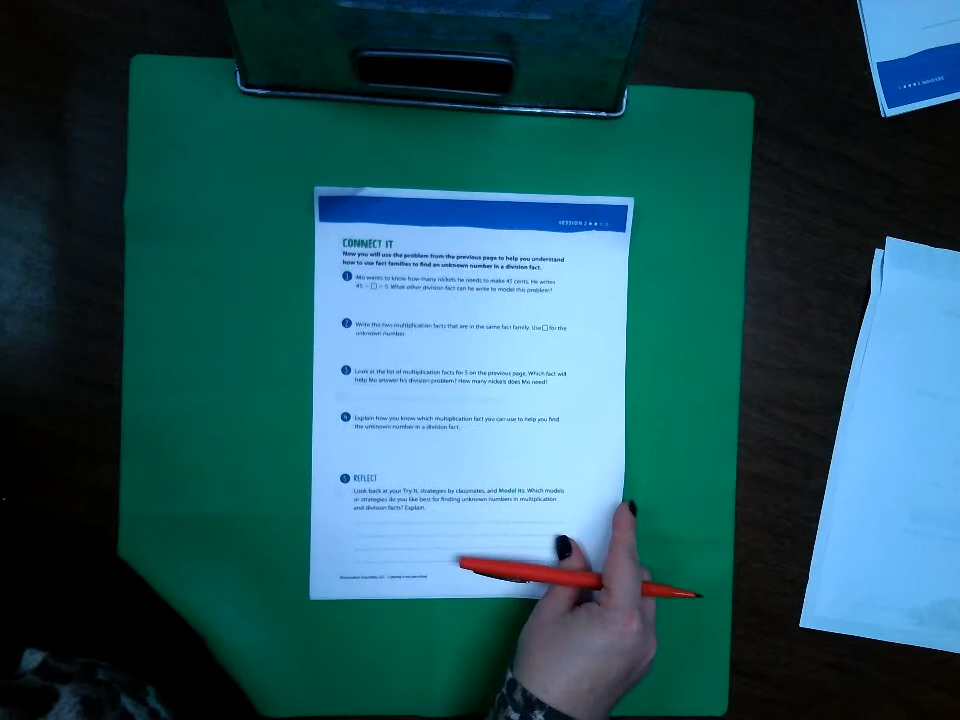 SESSION 2
CONNECT IT
Now you will use the problem from the previous page to help you understand
how to use fact families to find an unknown number in a division fact.
1 Mo wants to know how many nickels he needs to make 45 cents. He writes
45 ÷ □ = 5. What other division fact can he write to model this problem?
2 Write the two multiplication facts that are in the same fact family. Use □ for the
unknown number.
3 Look at the list of multiplication facts for 5 on the previous page. Which fact will
help Mo answer his division problem? How many nickels does Mo need?
4 Explain how you know which multiplication fact you can use to help you find
the unknown number in a division fact.
5 REFLECT
Look back at your Try It, strategies by classmates, and Model Its. Which models
or strategies do you like best for finding unknown numbers in multiplication
and division facts? Explain.
SESSION